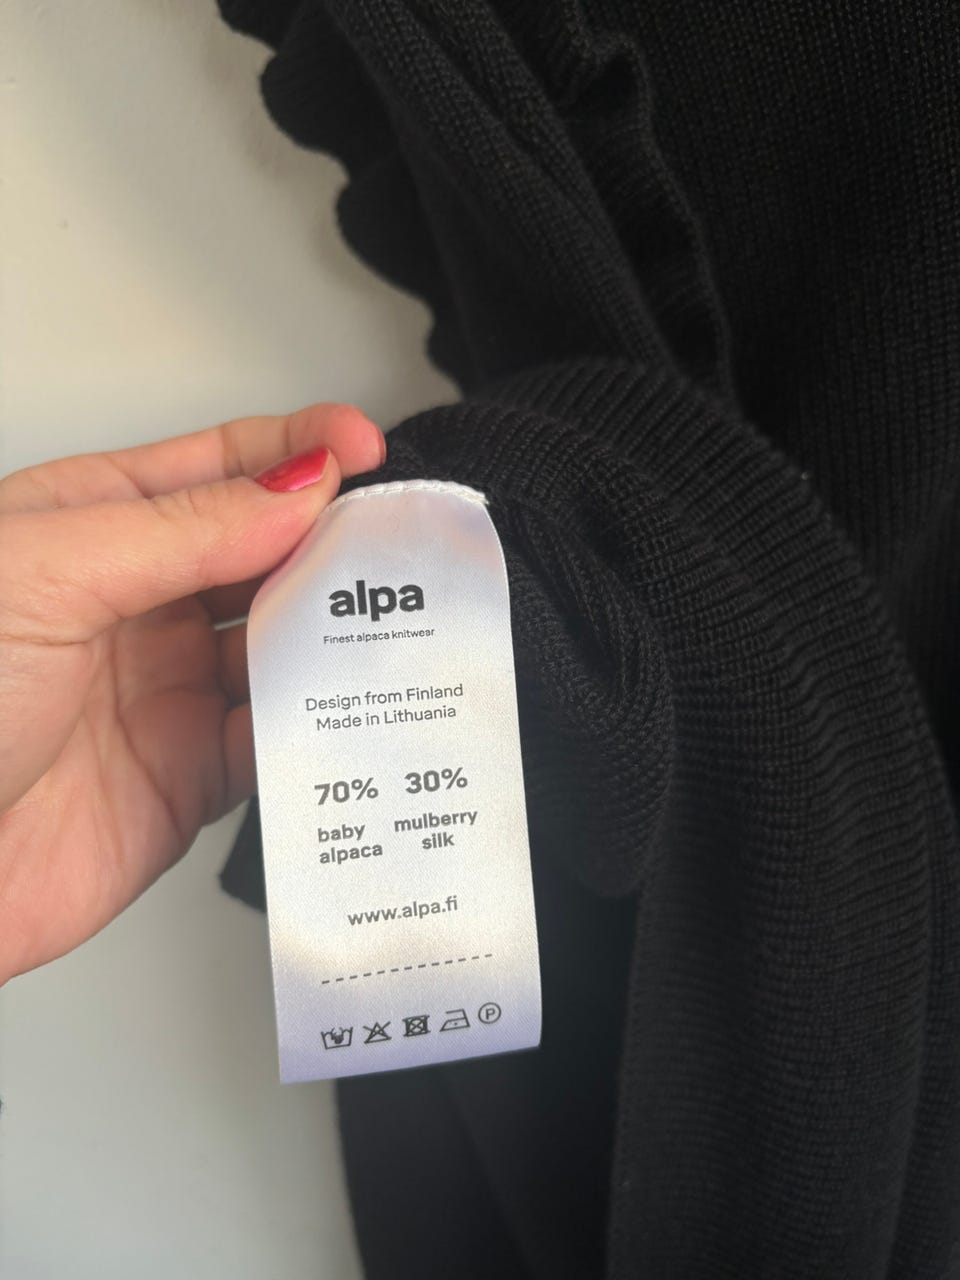 alpa
Finest alpaca knitwear
Design from Finland
Made in Lithuania
70% 30%
baby alpaca
mulberry silk
www.alpa.fi
P